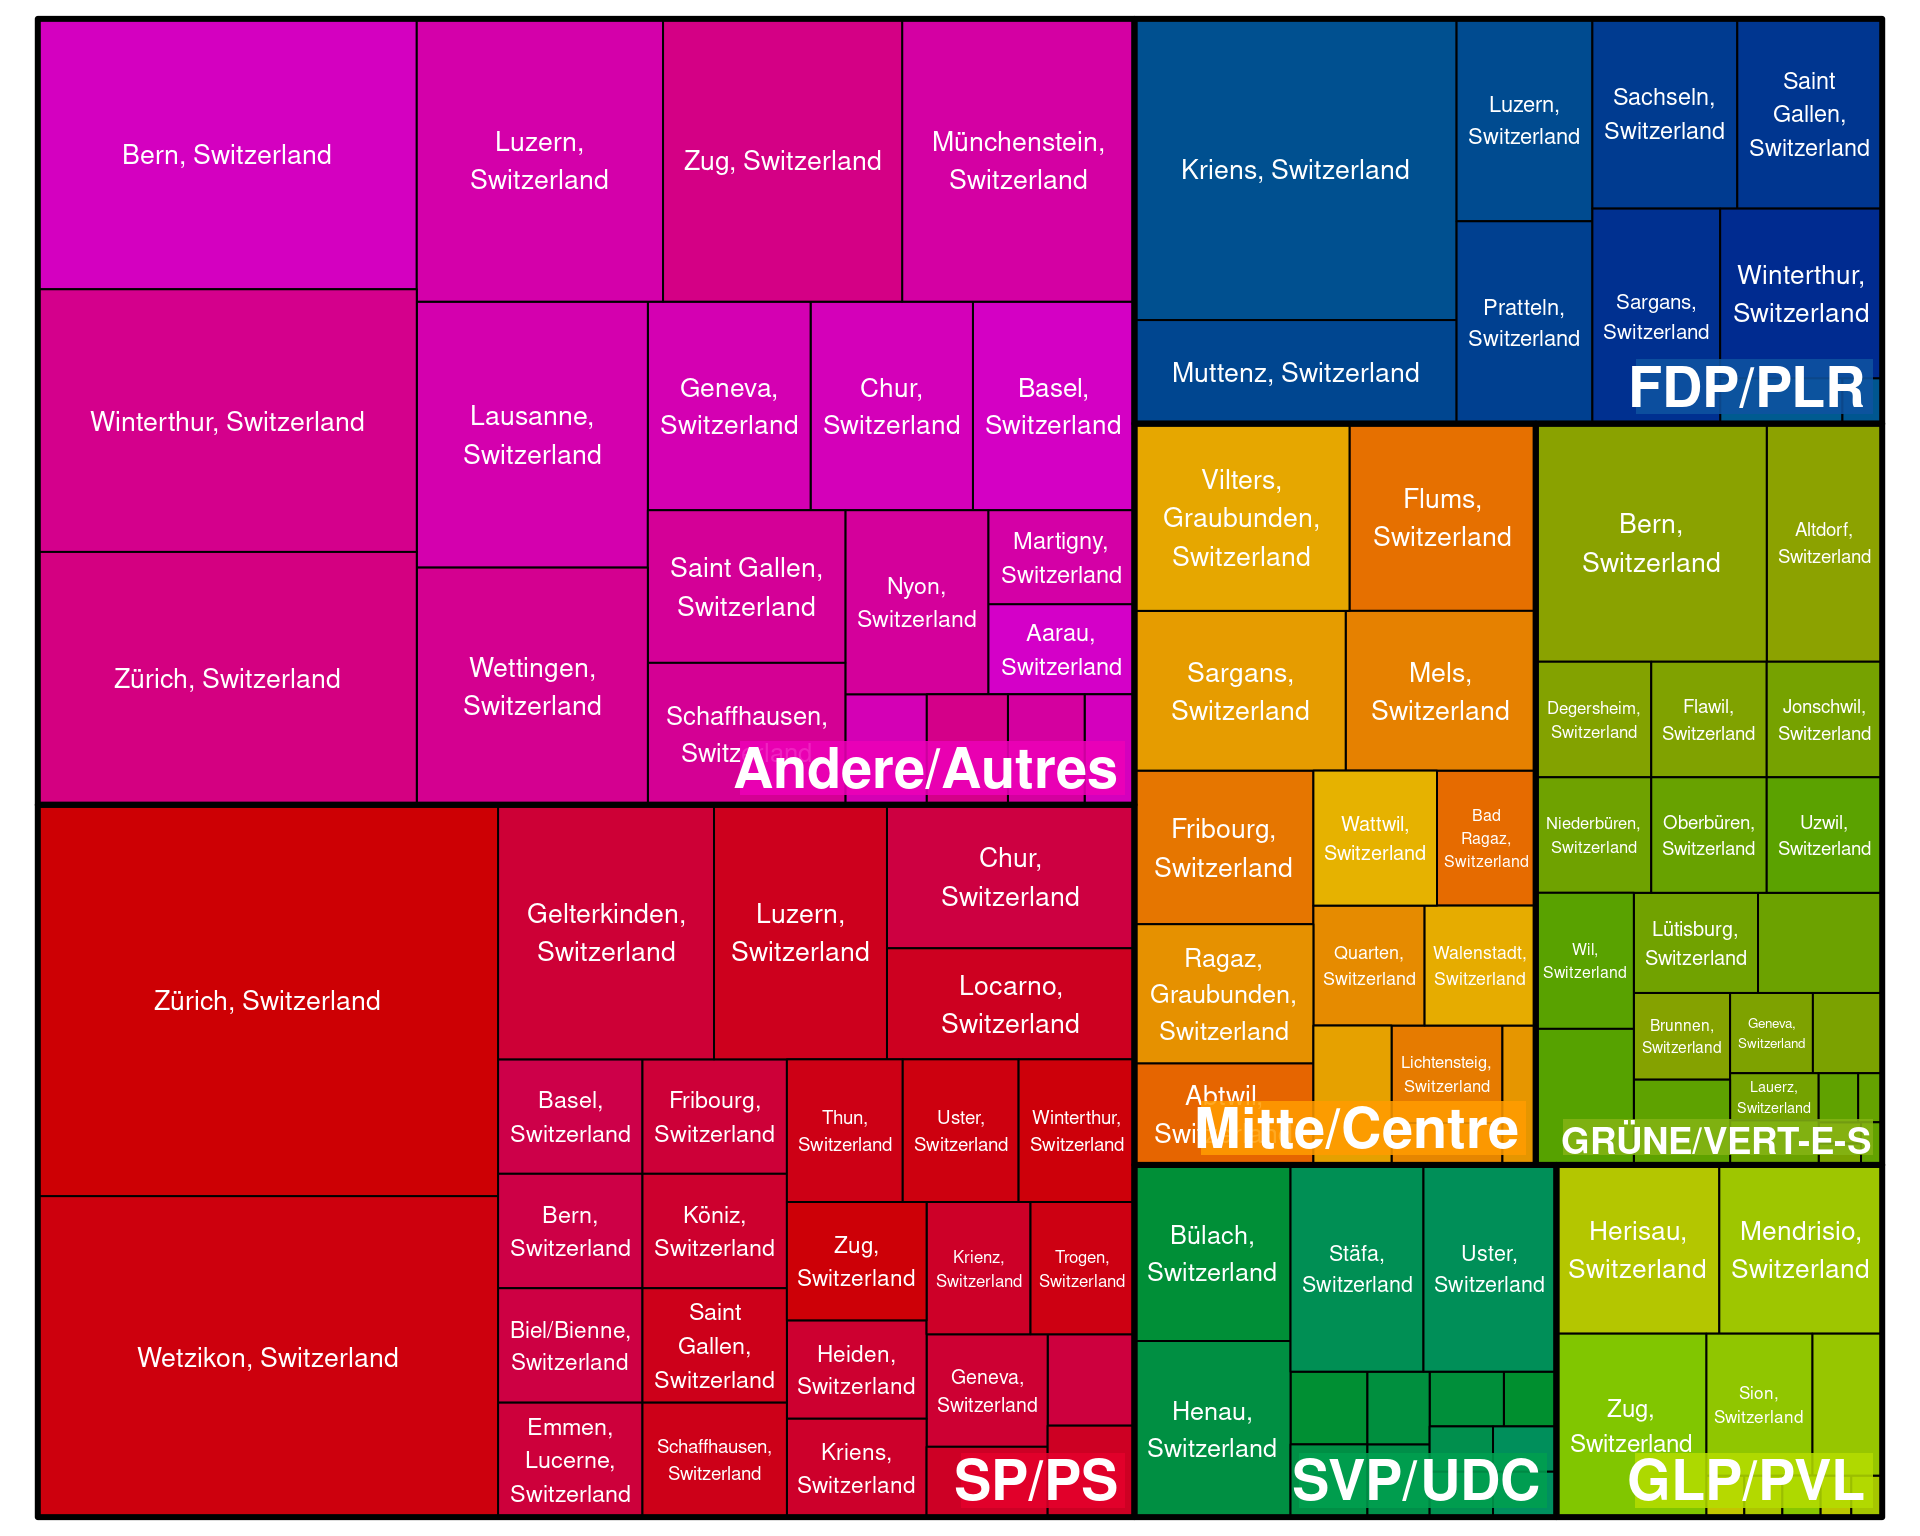 Bern, Switzerland
Winterthur, Switzerland
Zürich, Switzerland
Luzern,
Switzerland
Zug, Switzerland
Münchenstein,
Switzerland
Lausanne,
Switzerland
Wettingen,
Switzerland
Geneva,
Switzerland
Chur,
Switzerland
Basel,
Switzerland
Saint Gallen,
Switzerland
Schaffhausen,
Switzerland
Nyon,
Switzerland
Martigny,
Switzerland
Aarau,
Switzerland
Andere/Autres
Zürich, Switzerland
Wetzikon, Switzerland
Gelterkinden,
Switzerland
Luzern,
Switzerland
Chur,
Switzerland
Locarno,
Switzerland
Basel,
Switzerland
Fribourg,
Switzerland
Bern,
Switzerland
Köniz,
Switzerland
Biel/Bienne,
Switzerland
Saint
Gallen,
Switzerland
Emmen,
Lucerne,
Switzerland
Schaffhausen,
Switzerland
Thun,
Switzerland
Uster,
Switzerland
Winterthur,
Switzerland
Zug,
Switzerland
Krienz,
Switzerland
Trogen,
Switzerland
Heiden,
Switzerland
Geneva,
Switzerland
Kriens,
Switzerland
SP/PS
Kriens, Switzerland
Muttenz, Switzerland
Luzern,
Switzerland
Pratteln,
Switzerland
Sachseln,
Switzerland
Saint
Gallen,
Switzerland
Sargans,
Switzerland
Winterthur,
Switzerland
FDP/PLR
Vilters,
Graubunden,
Switzerland
Flums,
Switzerland
Sargans,
Switzerland
Mels,
Switzerland
Fribourg,
Switzerland
Wattwil,
Switzerland
Bad
Ragaz,
Switzerland
Ragaz,
Graubunden,
Switzerland
Quarten,
Switzerland
Walenstadt,
Switzerland
Lichtensteig,
Switzerland
Abtwil,
Mitte/Centre
Bern,
Switzerland
Altdorf,
Switzerland
Degersheim,
Switzerland
Flawil,
Switzerland
Jonschwil,
Switzerland
Niederbüren,
Switzerland
Oberbüren,
Switzerland
Uzwil,
Switzerland
Wil,
Switzerland
Lütisburg,
Switzerland
Brunnen,
Switzerland
Geneva,
Switzerland
Lauerz,
Switzerland
GRÜNE/VERT-E-S
Bülach,
Switzerland
Henau,
Switzerland
Stäfa,
Switzerland
Uster,
Switzerland
SVP/UDC
Herisau,
Switzerland
Mendrisio,
Switzerland
Zug,
Switzerland
Sion,
Switzerland
GLP/PVL